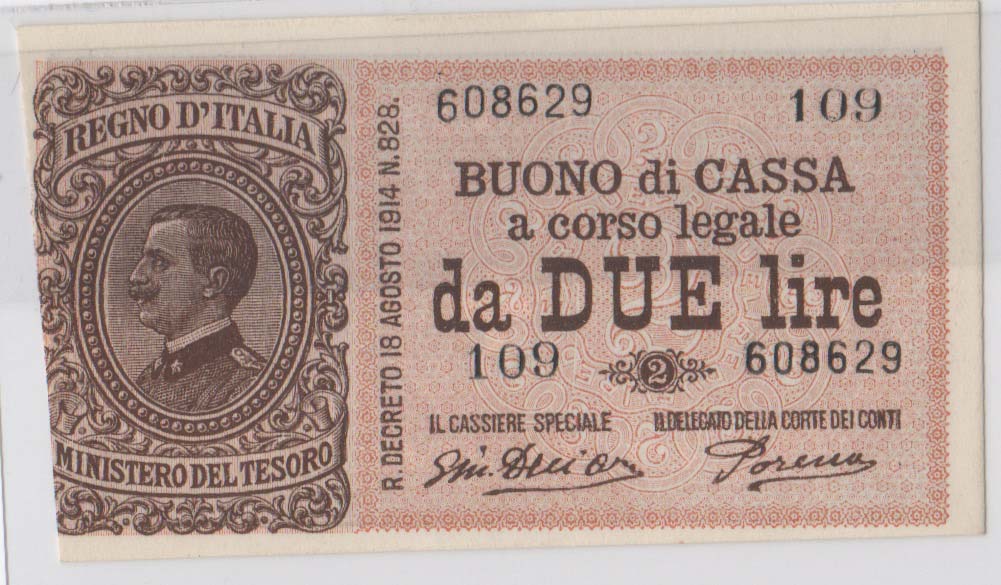 REGNO D'ITALIA
MINISTERO DEL TESORO
R. DECRETO 18 AGOSTO 1914 N. 828.
608629 109
BUONO di CASSA
a corso legale
da DUE lire
109 2 608629
IL CASSIERE SPECIALE IL DELEGATO DELLA CORTE DEI CONTI
Porena